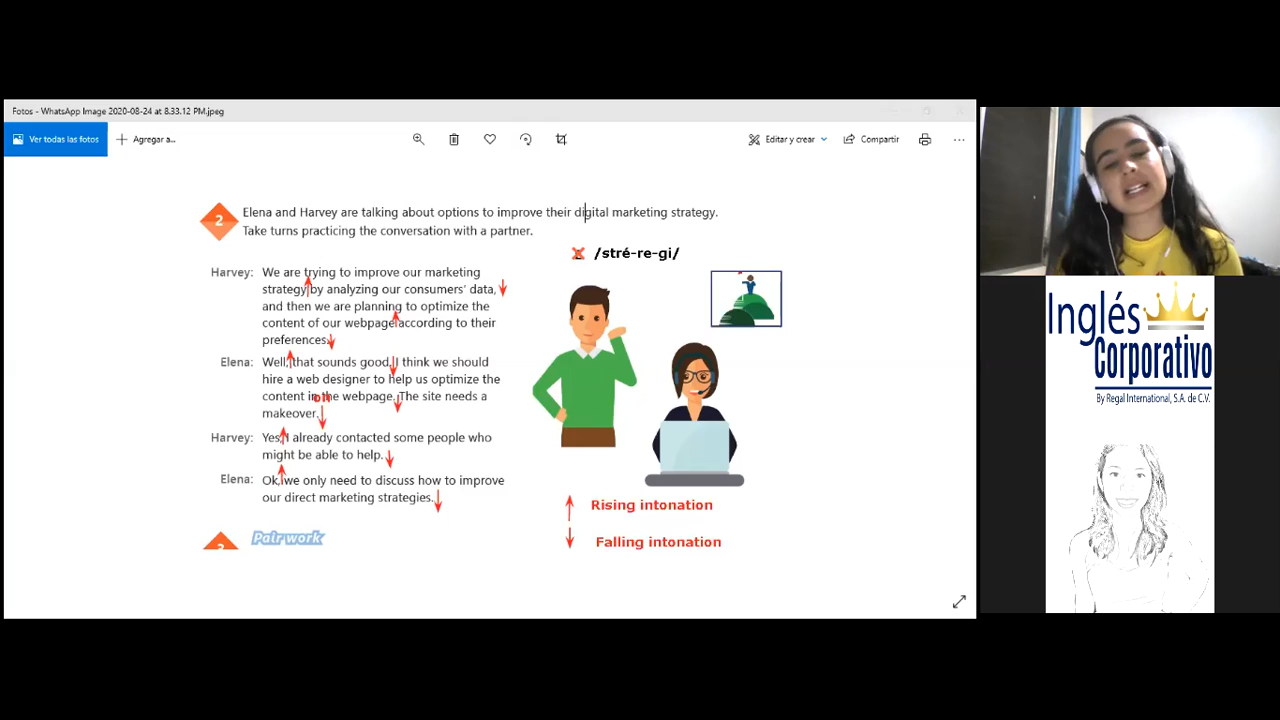 Fotos - WhatsApp Image 2020-08-24 at 8.33.12 PM.jpeg
Ver todas las fotos
Agregar a...
Editar y crear
Compartir
2
Elena and Harvey are talking about options to improve their digital marketing strategy.
Take turns practicing the conversation with a partner.
/stré-re-gi/
Harvey: We are trying to improve our marketing
strategy by analyzing our consumers' data,
and then we are planning to optimize the
content of our webpage according to their
preferences.
Elena: Well, that sounds good. I think we should
hire a web designer to help us optimize the
content in the webpage. The site needs a
on
makeover.
Harvey: Yes, I already contacted some people who
might be able to help.
Elena: Ok, we only need to discuss how to improve
our direct marketing strategies.
Rising intonation
Falling intonation
Pair work
Inglés
Corporativo
By Regal International, S.A. de C.V.